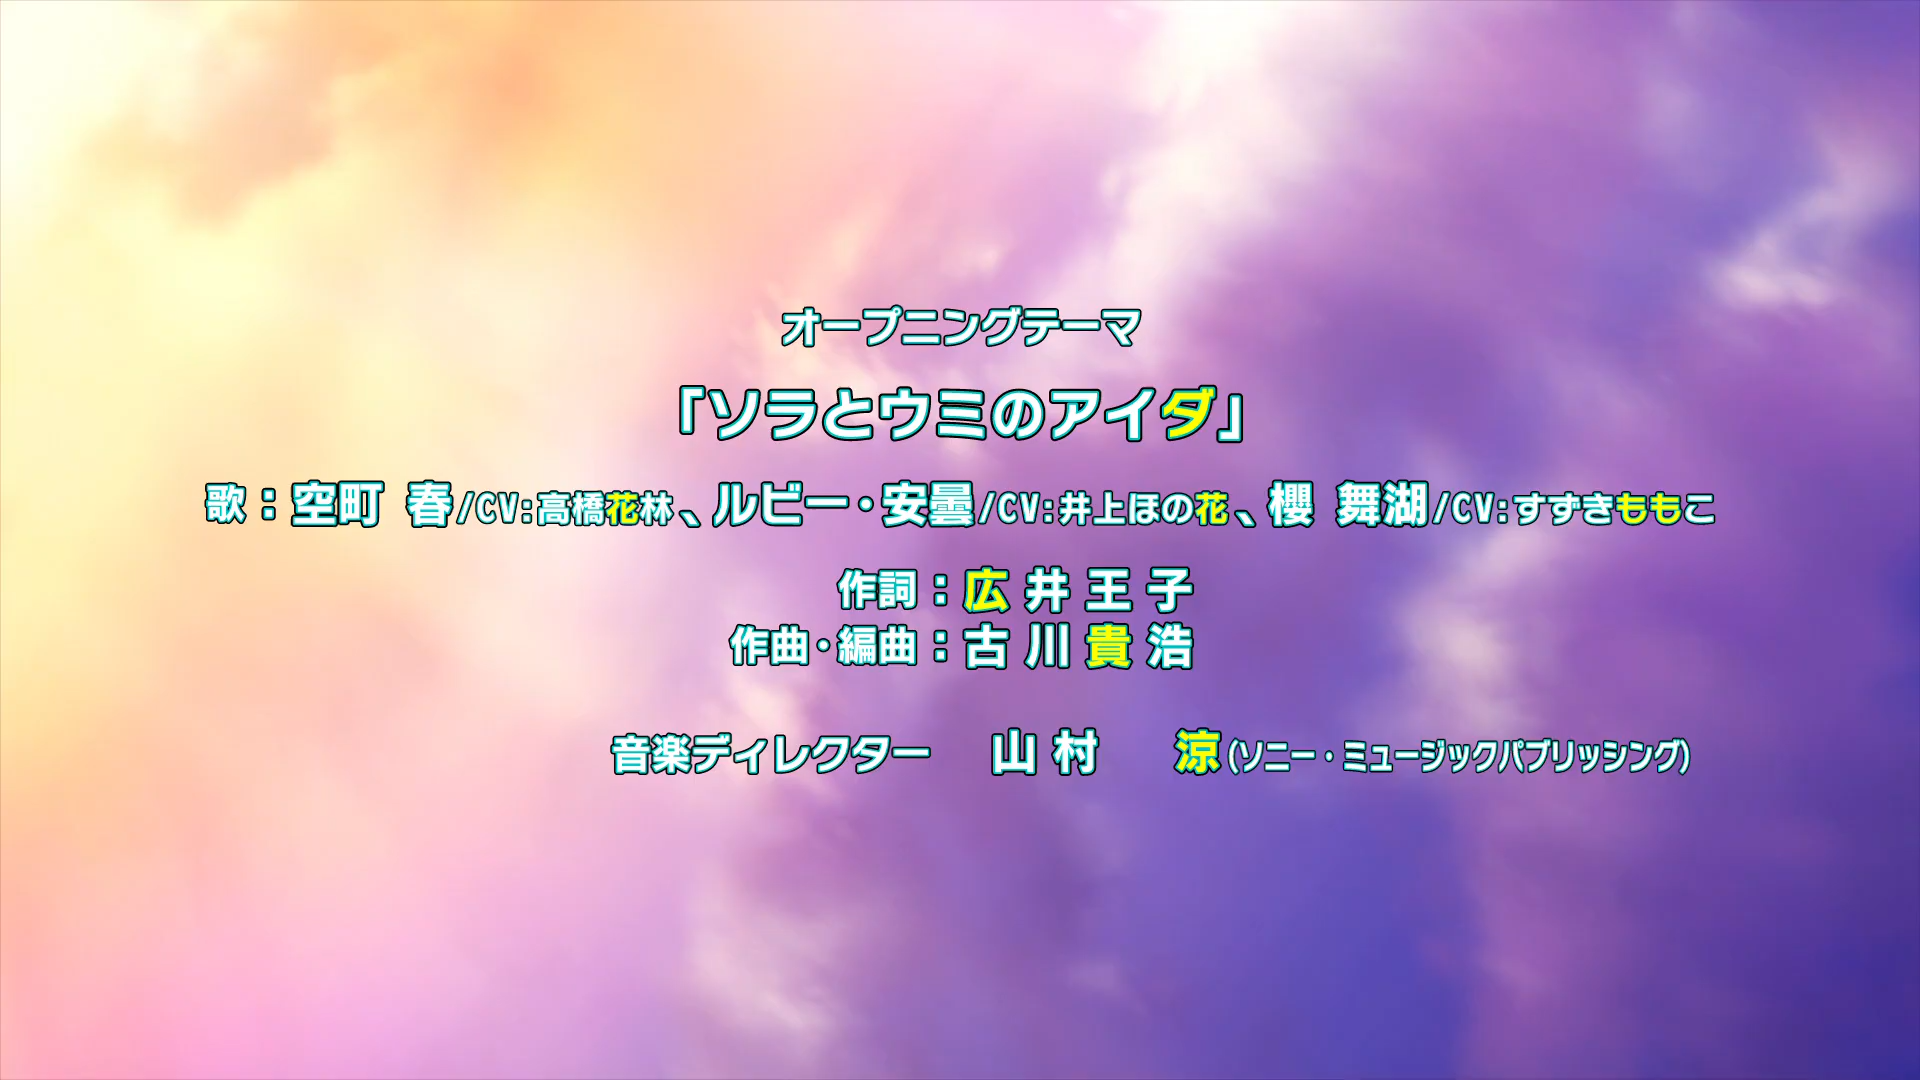 オープニングテーマ
「ソラとウミのアイダ」
歌：空町 春/CV:高橋花林、ルビー・安曇/CV:井上ほの花、櫻 舞湖/CV:すずきももこ
作詞：広井王子
作曲・編曲：古川貴浩
音楽ディレクター 山村 涼(ソニー・ミュージックパブリッシング)